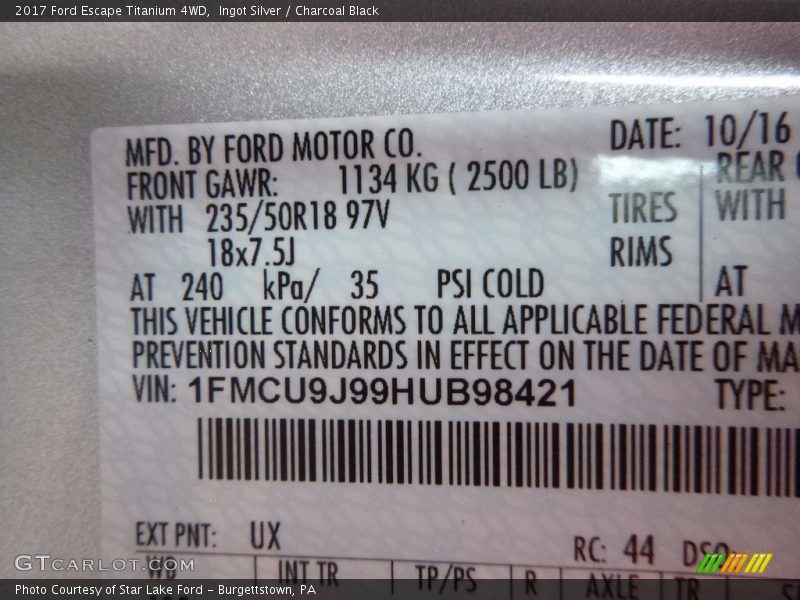 2017 Ford Escape Titanium 4WD,  Ingot Silver / Charcoal Black
MFD. BY FORD MOTOR CO.
DATE: 10/16
FRONT GAWR: 1134 KG ( 2500 LB)
REAR
WITH 235/50R18 97V TIRES
WITH
18x7.5J RIMS
AT 240 kPa/ 35 PSI COLD
AT
THIS VEHICLE CONFORMS TO ALL APPLICABLE FEDERAL M
PREVENTION STANDARDS IN EFFECT ON THE DATE OF MA
VIN: 1FMCU9J99HUB98421
TYPE:
EXT PNT: UX
RC: 44 DSO
WB INT TR TP/PS R AXLE TR
GTCarlot.com
Photo Courtesy of Star Lake Ford - Burgettstown, PA